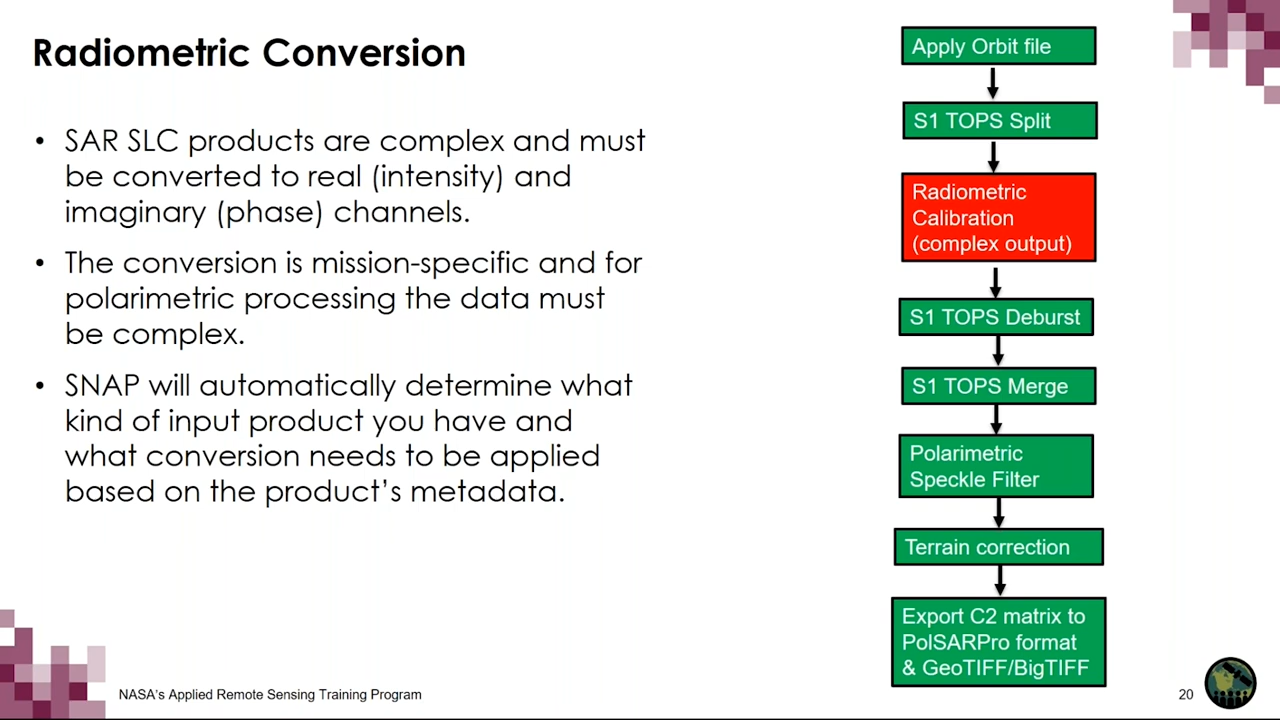 Radiometric Conversion
• SAR SLC products are complex and must
be converted to real (intensity) and
imaginary (phase) channels.
• The conversion is mission-specific and for
polarimetric processing the data must
be complex.
• SNAP will automatically determine what
kind of input product you have and
what conversion needs to be applied
based on the product’s metadata.
Apply Orbit file
S1 TOPS Split
Radiometric
Calibration
(complex output)
S1 TOPS Deburst
S1 TOPS Merge
Polarimetric
Speckle Filter
Terrain correction
Export C2 matrix to
PolSARPro format
& GeoTIFF/BigTIFF
NASA’s Applied Remote Sensing Training Program
20